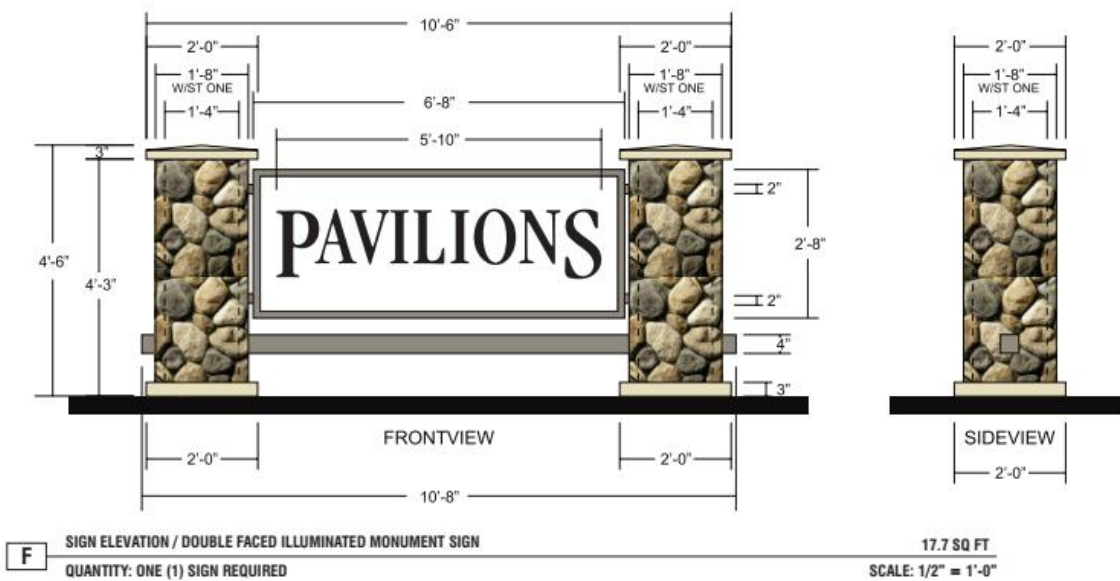 10'-6"
2'-0" 2'-0" 2'-0"
1'-8" 1'-8" 1'-8"
W/ST ONE W/ST ONE W/ST ONE
6'-8"
1'-4" 1'-4" 1'-4"
5'-10"
3"
2"
PAVILIONS
2'-8"
4'-6"
4'-3"
2"
4"
3"
FRONTVIEW SIDEVIEW
2'-0" 2'-0" 2'-0"
10'-8"
F
SIGN ELEVATION / DOUBLE FACED ILLUMINATED MONUMENT SIGN 17.7 SQ FT
QUANTITY: ONE (1) SIGN REQUIRED SCALE: 1/2" = 1'-0"